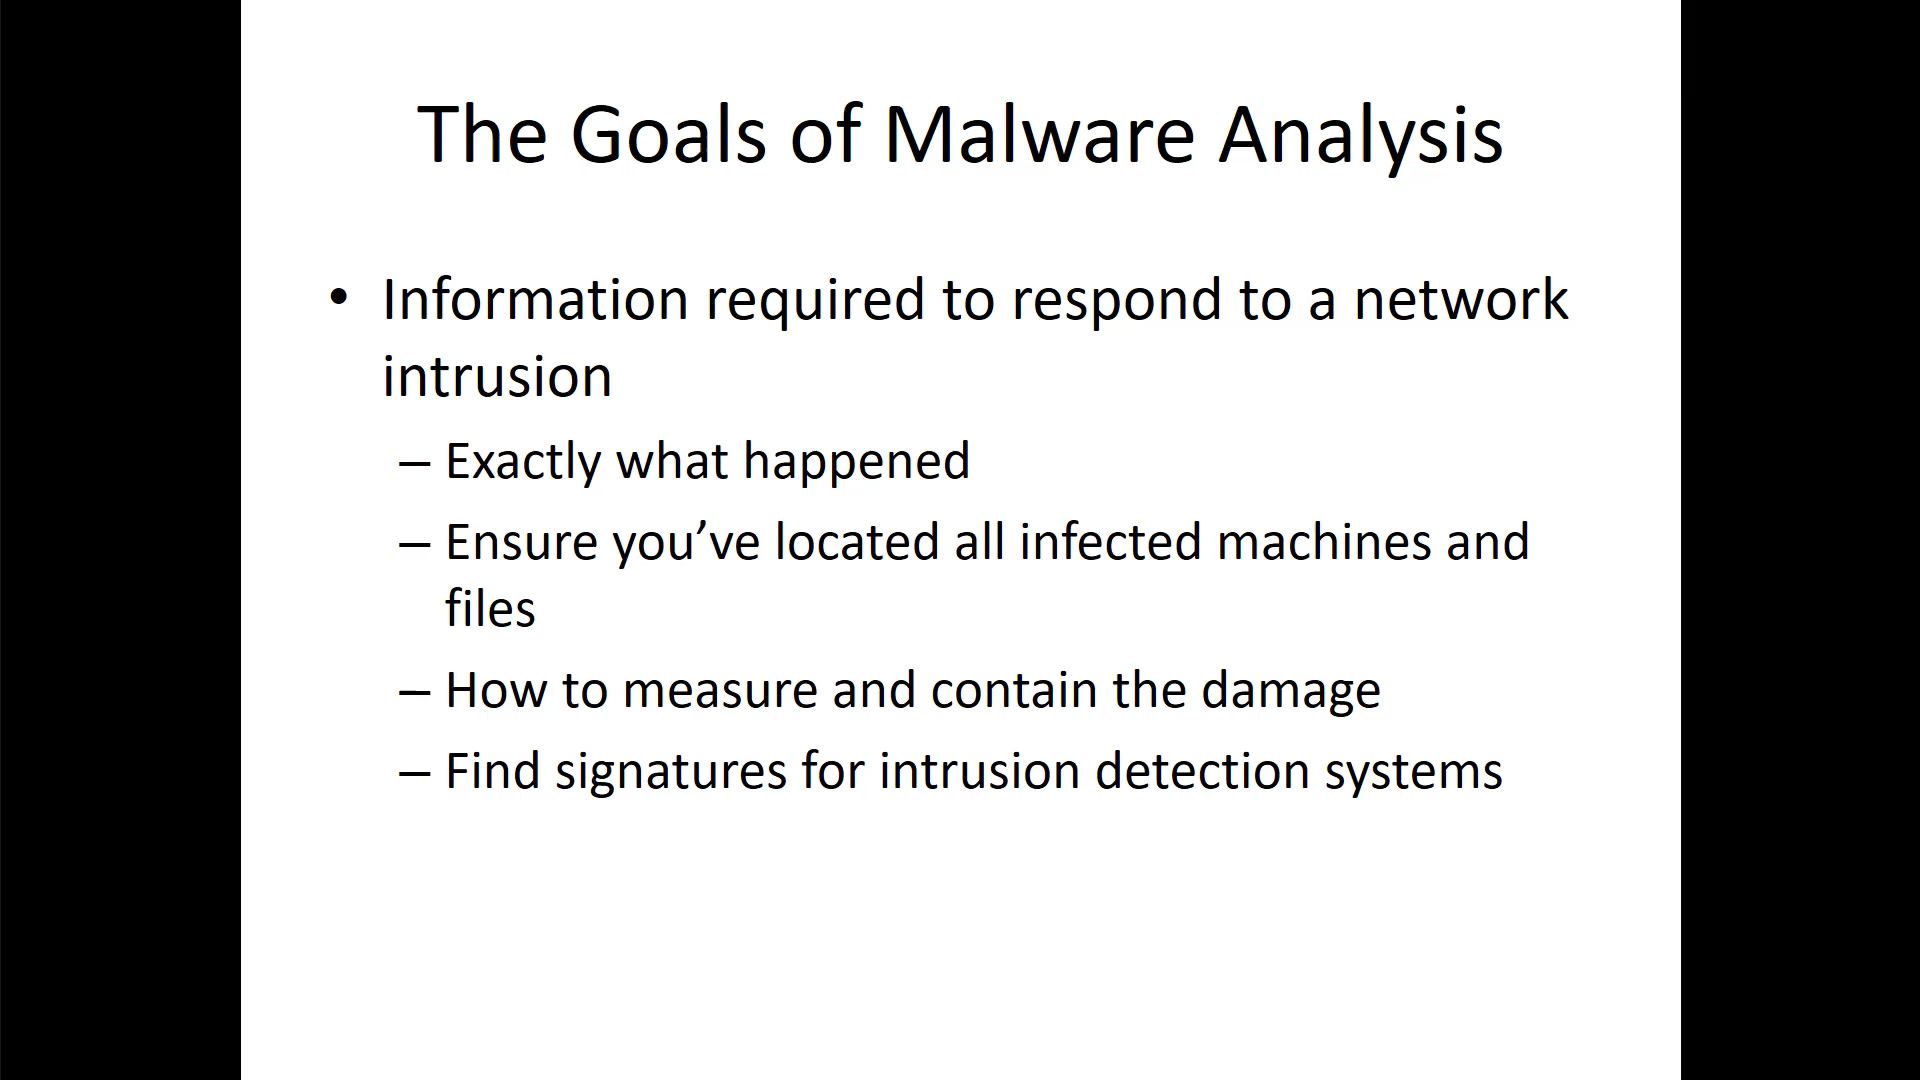 The Goals of Malware Analysis
• Information required to respond to a network
intrusion
– Exactly what happened
– Ensure you’ve located all infected machines and
files
– How to measure and contain the damage
– Find signatures for intrusion detection systems